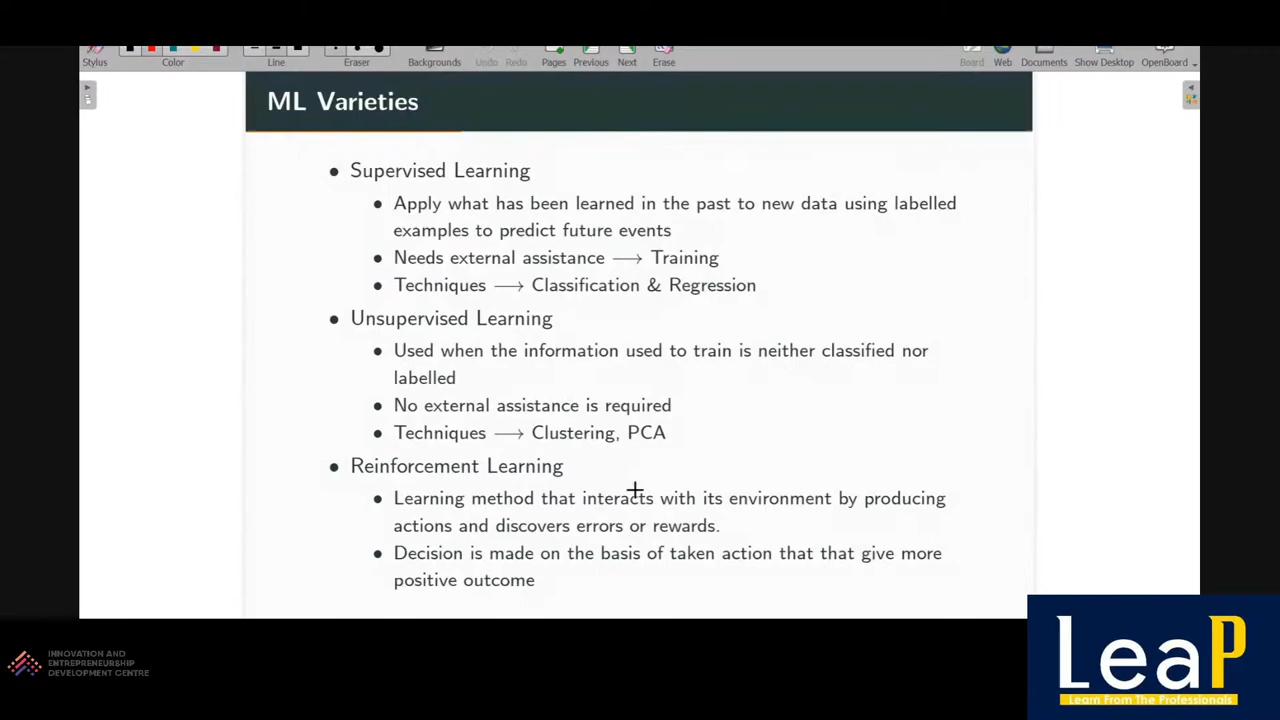 Stylus Color Line Eraser Backgrounds Undo Redo Pages Previous Next Erase Board Web Documents Show Desktop OpenBoard
ML Varieties
• Supervised Learning
• Apply what has been learned in the past to new data using labelled
examples to predict future events
• Needs external assistance ⟶ Training
• Techniques ⟶ Classification & Regression
• Unsupervised Learning
• Used when the information used to train is neither classified nor
labelled
• No external assistance is required
• Techniques ⟶ Clustering, PCA
• Reinforcement Learning
• Learning method that interacts with its environment by producing
actions and discovers errors or rewards.
• Decision is made on the basis of taken action that that give more
positive outcome
INNOVATION AND
ENTREPRENEURSHIP
DEVELOPMENT CENTRE
LeaP
Learn From The Professionals